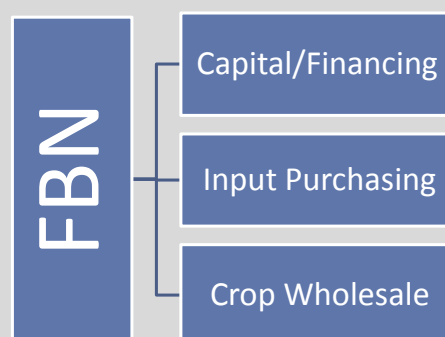 FBN
Capital/Financing
Input Purchasing
Crop Wholesale